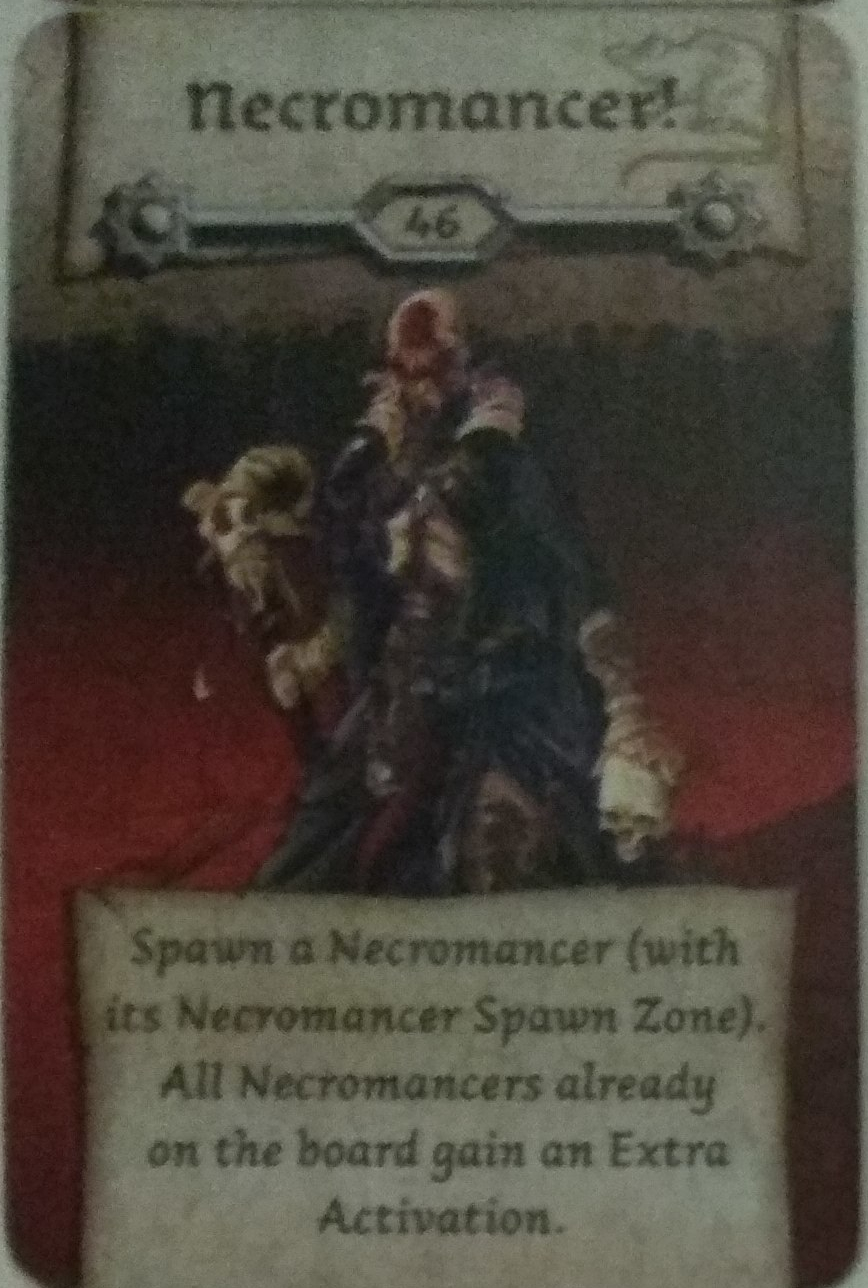 Necromancer!
46
Spawn a Necromancer (with
its Necromancer Spawn Zone).
All Necromancers already
on the board gain an Extra
Activation.